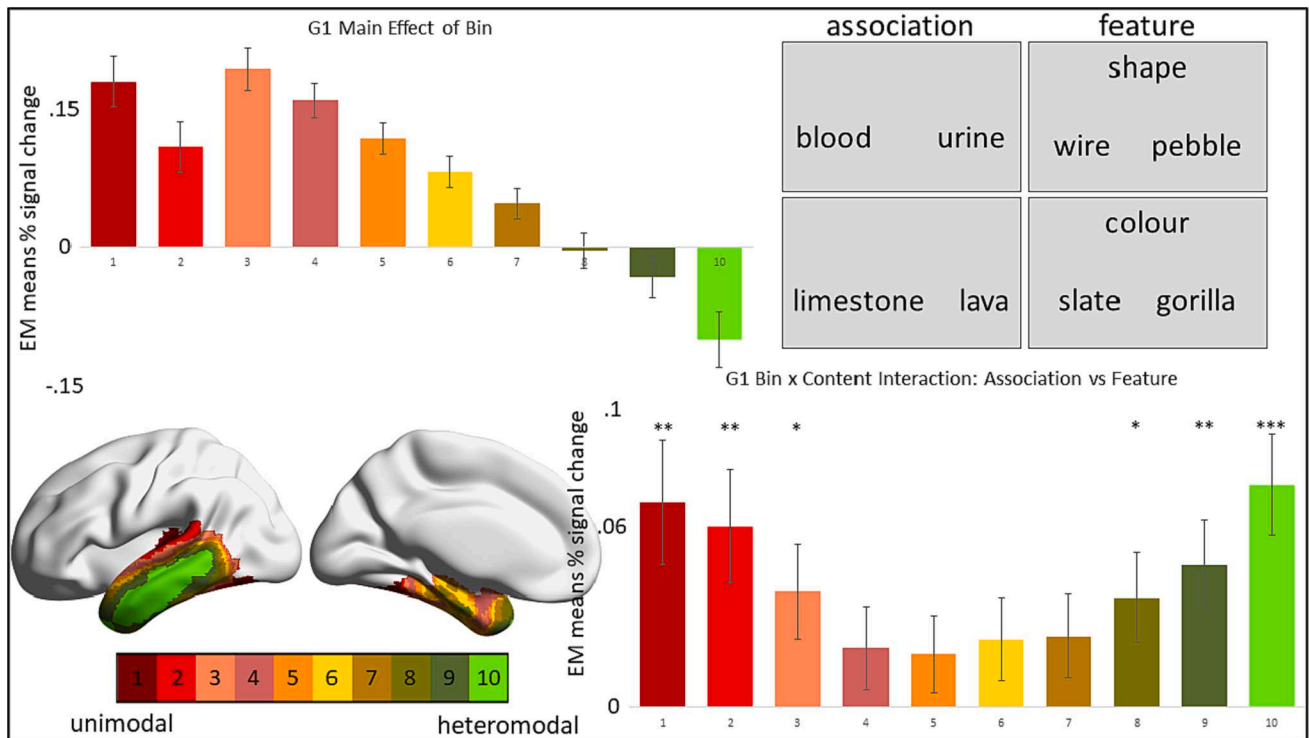 G1 Main Effect of Bin
EM means % signal change
.15
0
-.15
1 2 3 4 5 6 7 8 9 10
association
feature
blood urine
shape
wire pebble
limestone lava
colour
slate gorilla
G1 Bin x Content Interaction: Association vs Feature
EM means % signal change
.1
.06
0
** ** * * ** ***
1 2 3 4 5 6 7 8 9 10
1 2 3 4 5 6 7 8 9 10
unimodal heteromodal